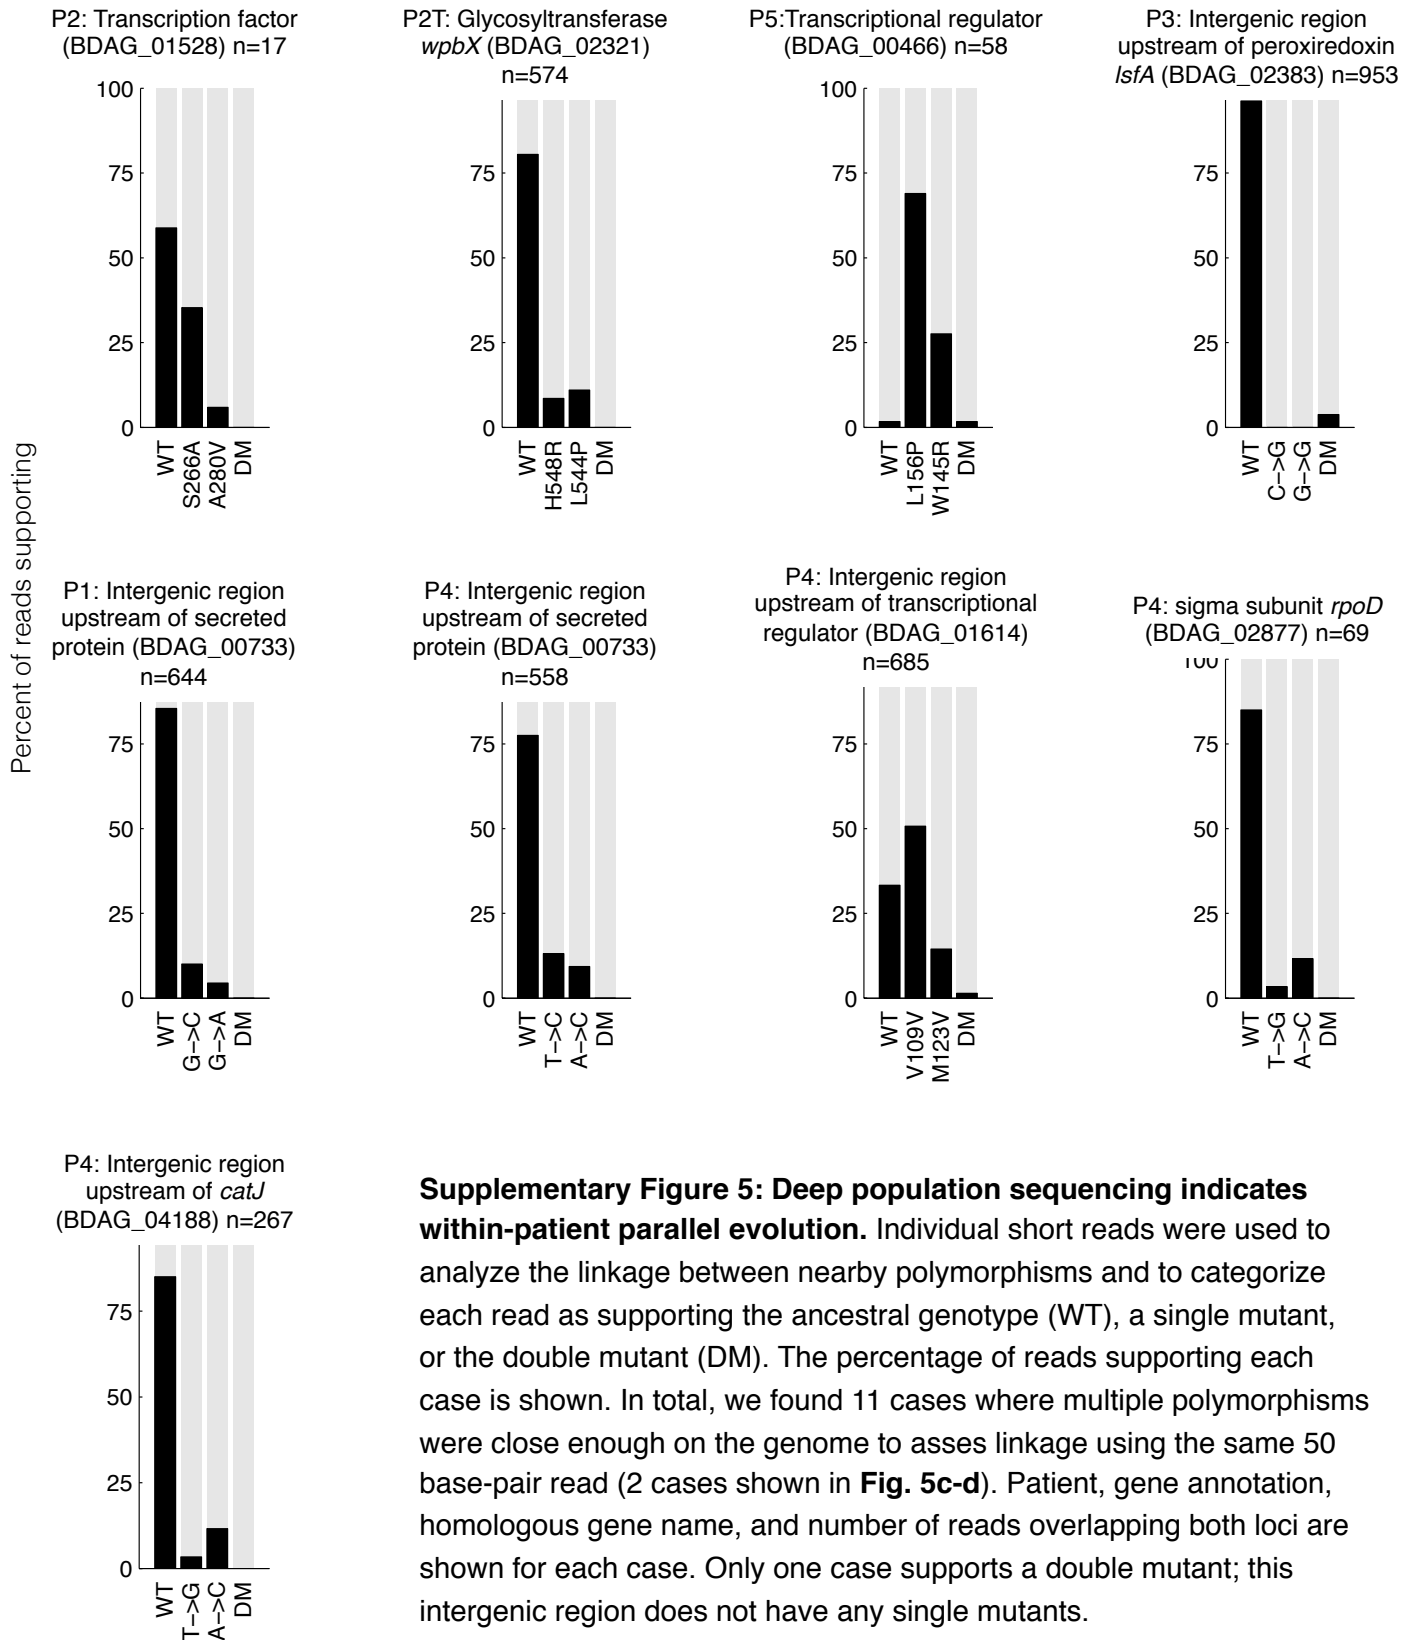 P2: Transcription factor
(BDAG_01528) n=17
100
75
50
25
0
WT
S266A
A280V
DM
P2T: Glycosyltransferase
wpbX (BDAG_02321)
n=574
75
50
25
0
WT
H548R
L544P
DM
P5:Transcriptional regulator
(BDAG_00466) n=58
100
75
50
25
0
WT
L156P
W145R
DM
P3: Intergenic region
upstream of peroxiredoxin
lsfA (BDAG_02383) n=953
75
50
25
0
WT
C->G
G->G
DM
Percent of reads supporting
P1: Intergenic region
upstream of secreted
protein (BDAG_00733)
n=644
75
50
25
0
WT
G->C
G->A
DM
P4: Intergenic region
upstream of secreted
protein (BDAG_00733)
n=558
75
50
25
0
WT
T->C
A->C
DM
P4: Intergenic region
upstream of transcriptional
regulator (BDAG_01614)
n=685
75
50
25
0
WT
V109V
M123V
DM
P4: sigma subunit rpoD
(BDAG_02877) n=69
100
75
50
25
0
WT
T->G
A->C
DM
P4: Intergenic region
upstream of catJ
(BDAG_04188) n=267
75
50
25
0
WT
T->G
A->C
DM
Supplementary Figure 5: Deep population sequencing indicates
within-patient parallel evolution. Individual short reads were used to
analyze the linkage between nearby polymorphisms and to categorize
each read as supporting the ancestral genotype (WT), a single mutant,
or the double mutant (DM). The percentage of reads supporting each
case is shown. In total, we found 11 cases where multiple polymorphisms
were close enough on the genome to asses linkage using the same 50
base-pair read (2 cases shown in Fig. 5c-d). Patient, gene annotation,
homologous gene name, and number of reads overlapping both loci are
shown for each case. Only one case supports a double mutant; this
intergenic region does not have any single mutants.